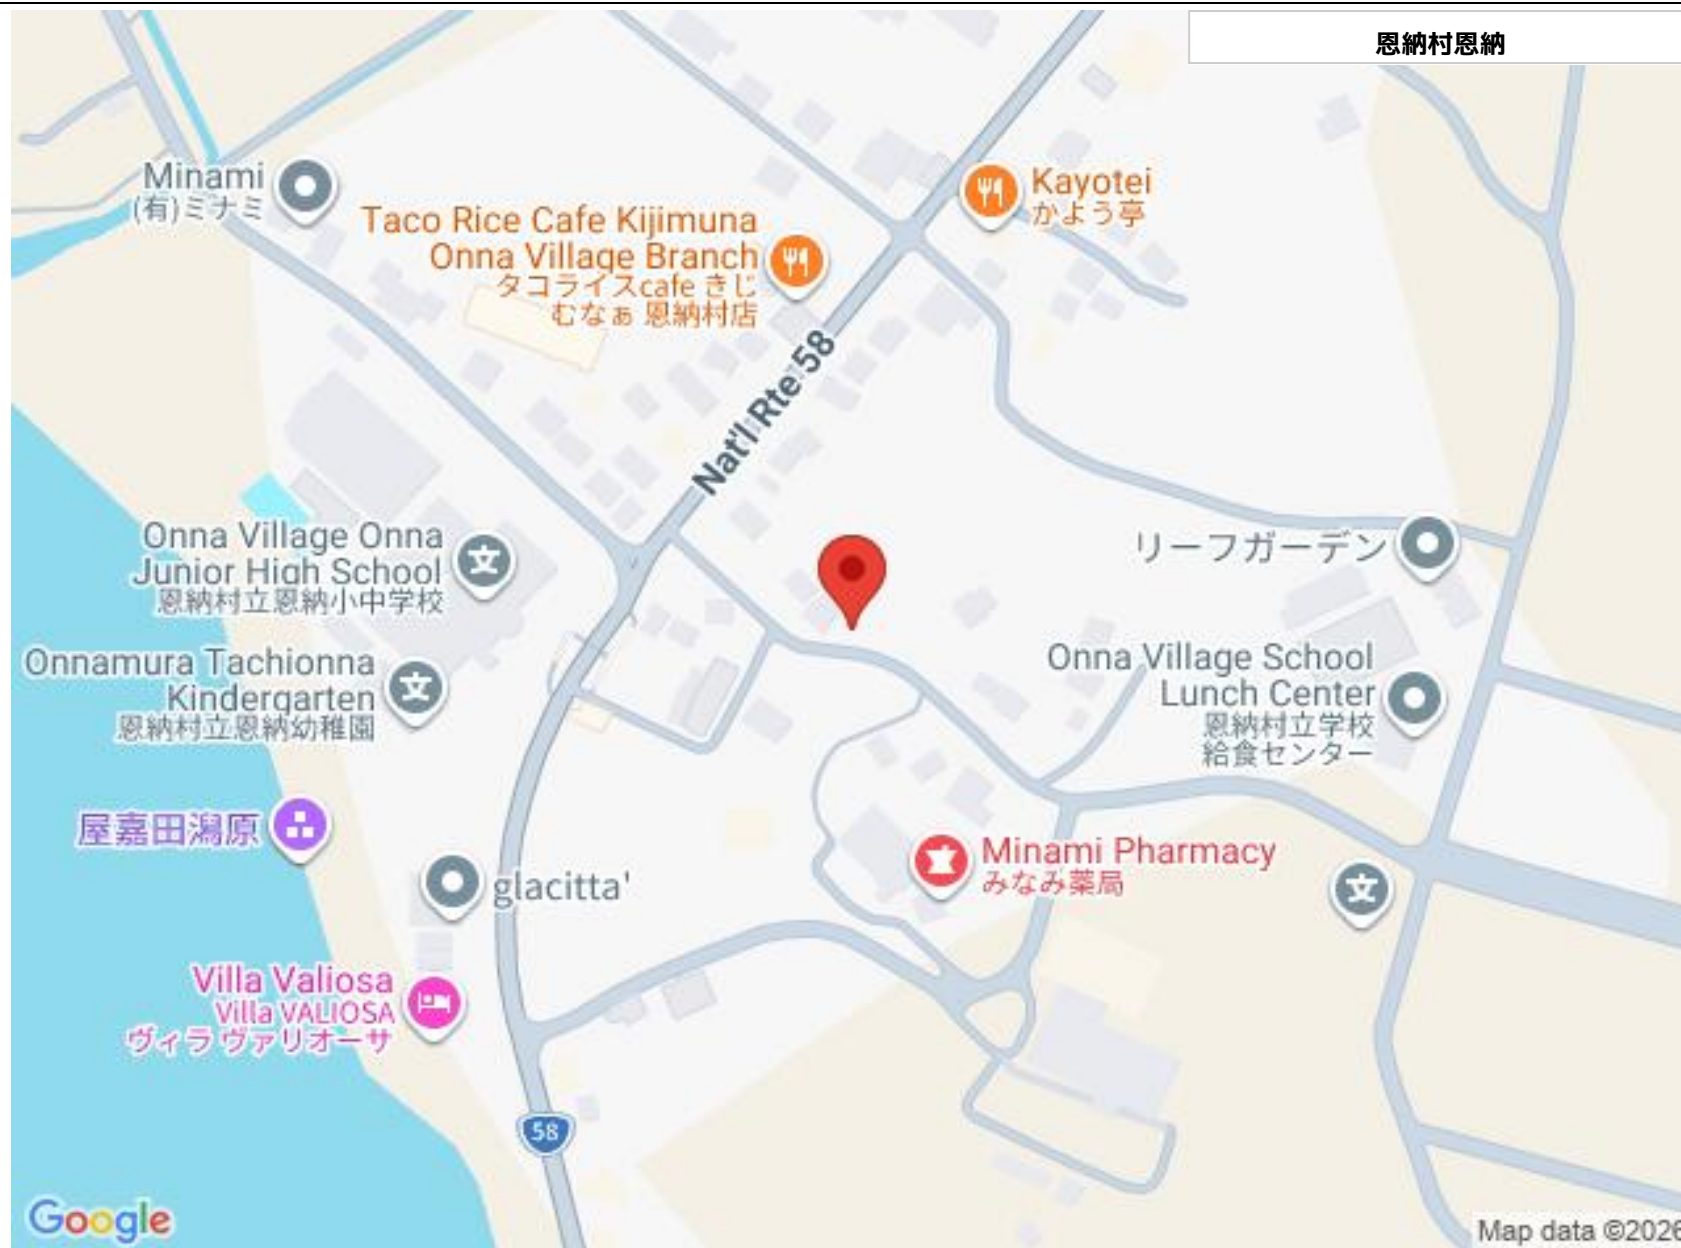 恩納村恩納
Minami
(有)ミナミ
Kayotei
かよう亭
Taco Rice Cafe Kijimuna
Onna Village Branch
タコライスcafe きじ
むなぁ 恩納村店
Nat'l Rte 58
Onna Village Onna
Junior High School
恩納村立恩納小中学校
リーフガーデン
Onnamura Tachionna
Kindergarten
恩納村立恩納幼稚園
Onna Village School
Lunch Center
恩納村立学校
給食センター
屋嘉田潟原
Minami Pharmacy
みなみ薬局
文
文
文
glacitta'
Villa Valiosa
Villa VALIOSA
ヴィラ ヴァリオーサ
58
Google
Map data ©2026